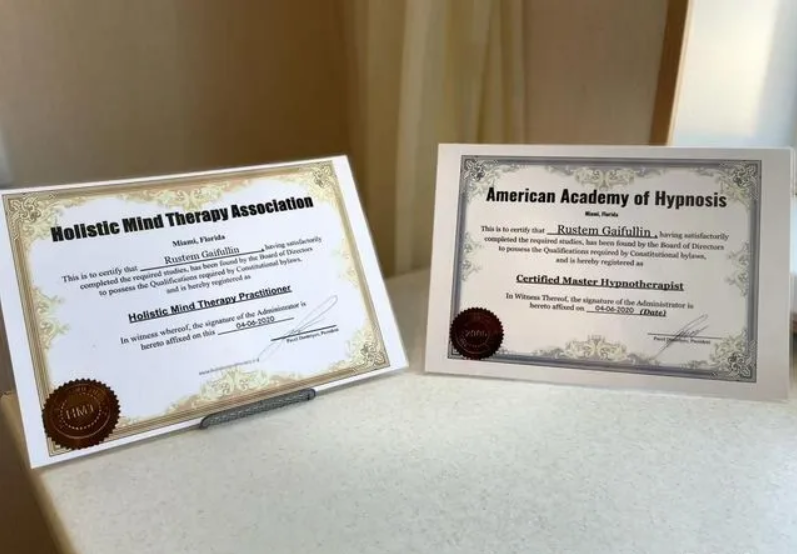 Holistic Mind Therapy Association
Miami, Florida
This is to certify that Rustem Gaifullin , having satisfactorily
completed the required studies, has been found by the Board of Directors
to possess the Qualifications required by Constitutional bylaws,
and is hereby registered as
Holistic Mind Therapy Practitioner
In witness whereof, the signature of the Administrator is
hereto affixed on this 04-06-2020
President
American Academy of Hypnosis
Miami, Florida
This is to certify that Rustem Gaifullin , having satisfactorily
completed the required studies, has been found by the Board of Directors
to possess the Qualifications required by Constitutional bylaws,
and is hereby registered as
Certified Master Hypnotherapist
In Witness Thereof, the signature of the Administrator is
hereto affixed on 04-06-2020 (Date)
President